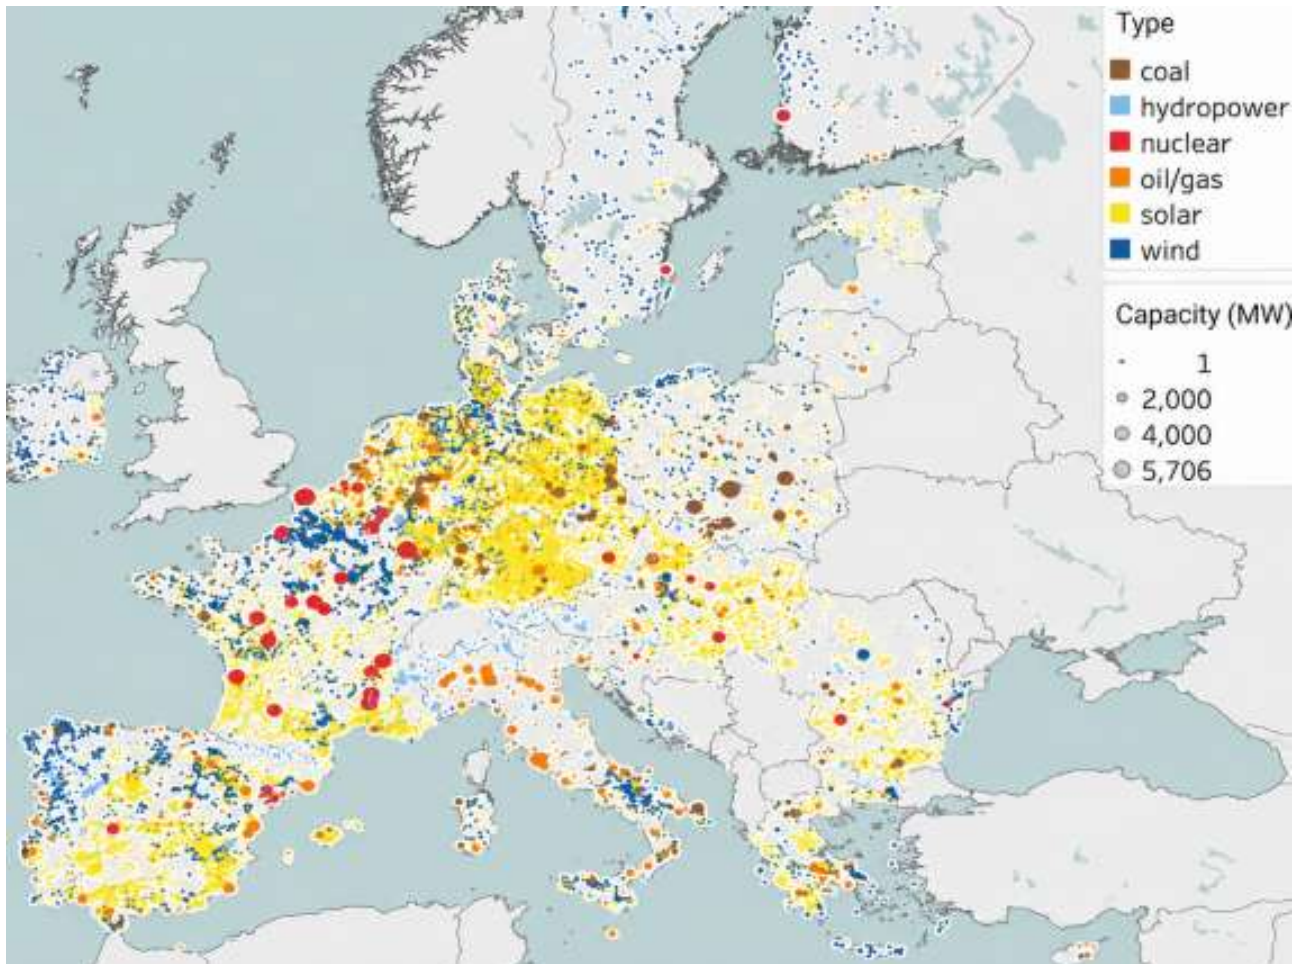 Type
coal
hydropower
nuclear
oil/gas
solar
wind
Capacity (MW)
1
2,000
4,000
5,706